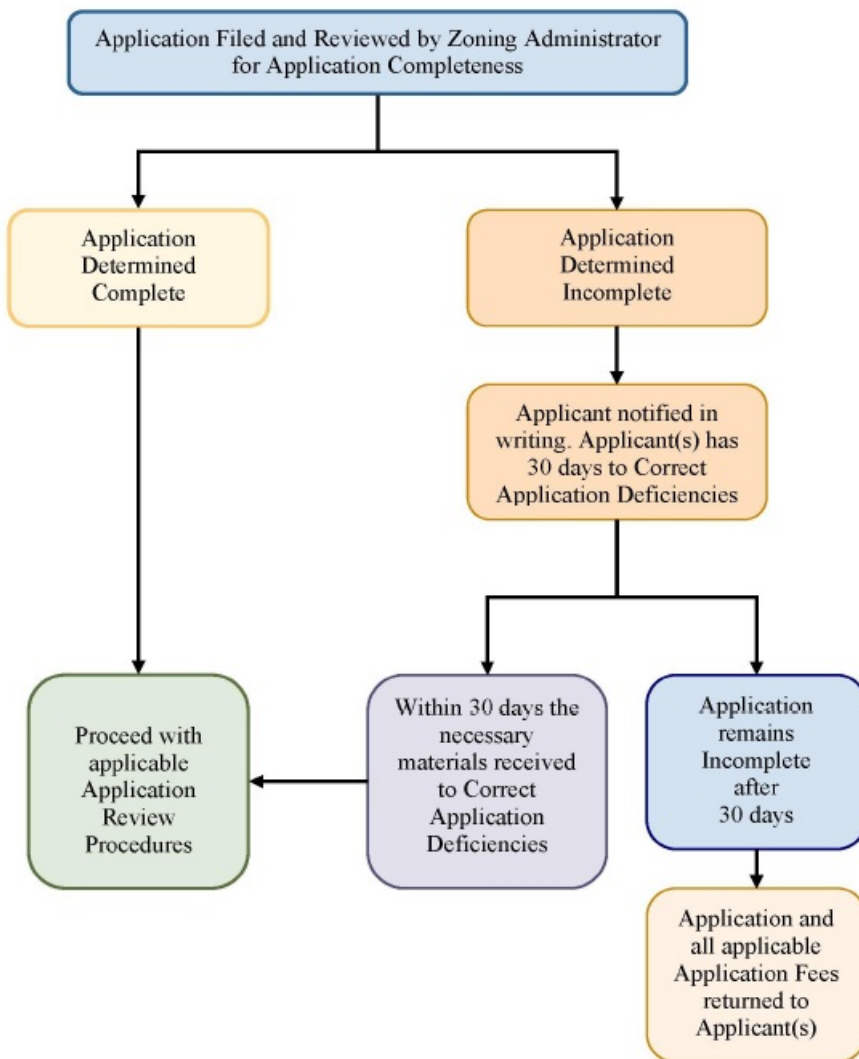 Application Filed and Reviewed by Zoning Administrator
for Application Completeness
Application
Determined
Complete
Application
Determined
Incomplete
Applicant notified in
writing. Applicant(s) has
30 days to Correct
Application Deficiencies
Proceed with
applicable
Application
Review
Procedures
Within 30 days the
necessary
materials received
to Correct
Application
Deficiencies
Application
remains
Incomplete
after
30 days
Application and
all applicable
Application Fees
returned to
Applicant(s)